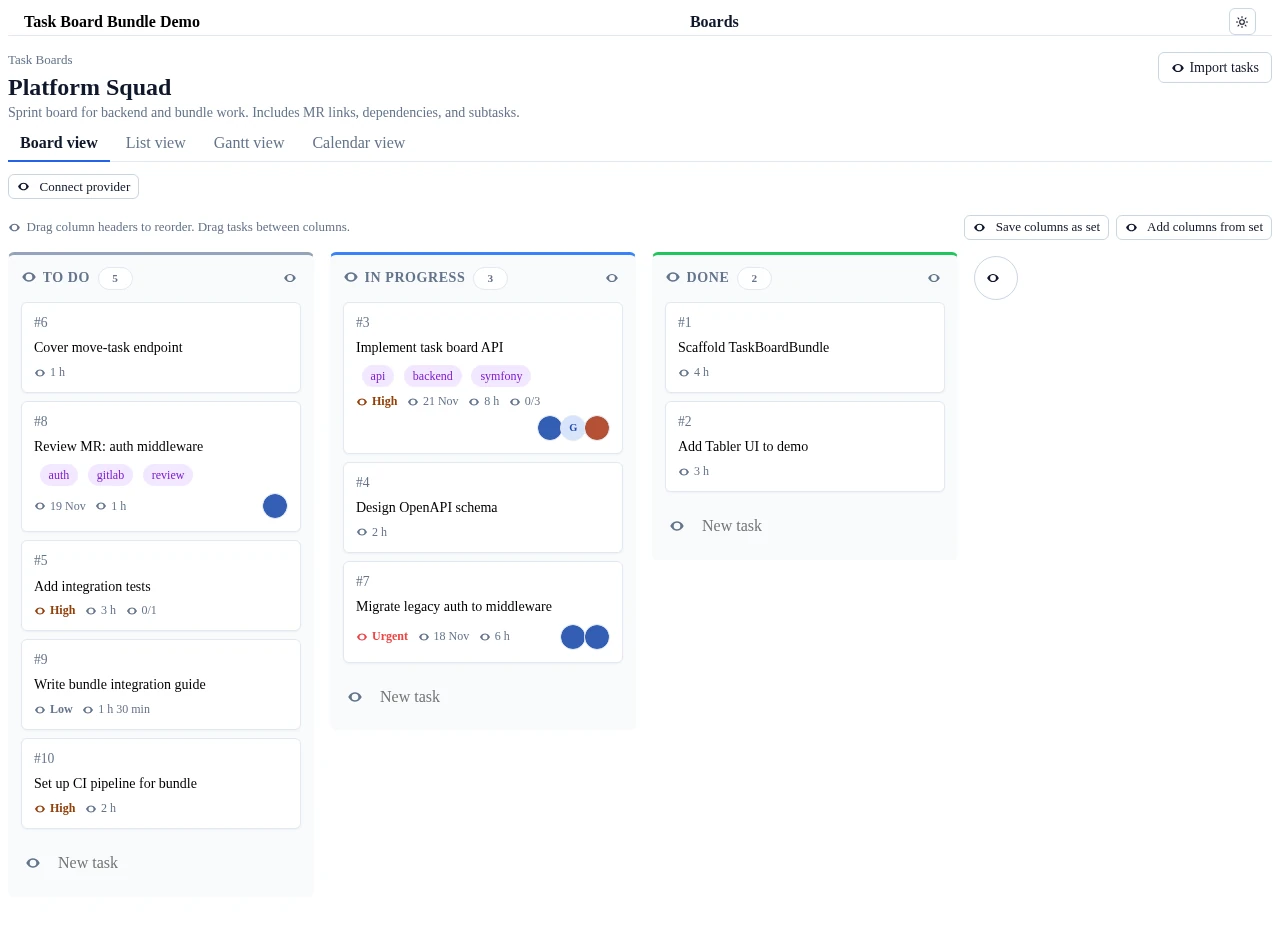 Task Board Bundle Demo
Boards
Task Boards
Platform Squad
Sprint board for backend and bundle work. Includes MR links, dependencies, and subtasks.
Import tasks
Board view
List view
Gantt view
Calendar view
Connect provider
Drag column headers to reorder. Drag tasks between columns.
Save columns as set
Add columns from set
TO DO 5
#6
Cover move-task endpoint
1 h
#8
Review MR: auth middleware
auth gitlab review
19 Nov 1 h
#5
Add integration tests
High 3 h 0/1
#9
Write bundle integration guide
Low 1 h 30 min
#10
Set up CI pipeline for bundle
High 2 h
New task
IN PROGRESS 3
#3
Implement task board API
api backend symfony
High 21 Nov 8 h 0/3
G
#4
Design OpenAPI schema
2 h
#7
Migrate legacy auth to middleware
Urgent 18 Nov 6 h
New task
DONE 2
#1
Scaffold TaskBoardBundle
4 h
#2
Add Tabler UI to demo
3 h
New task